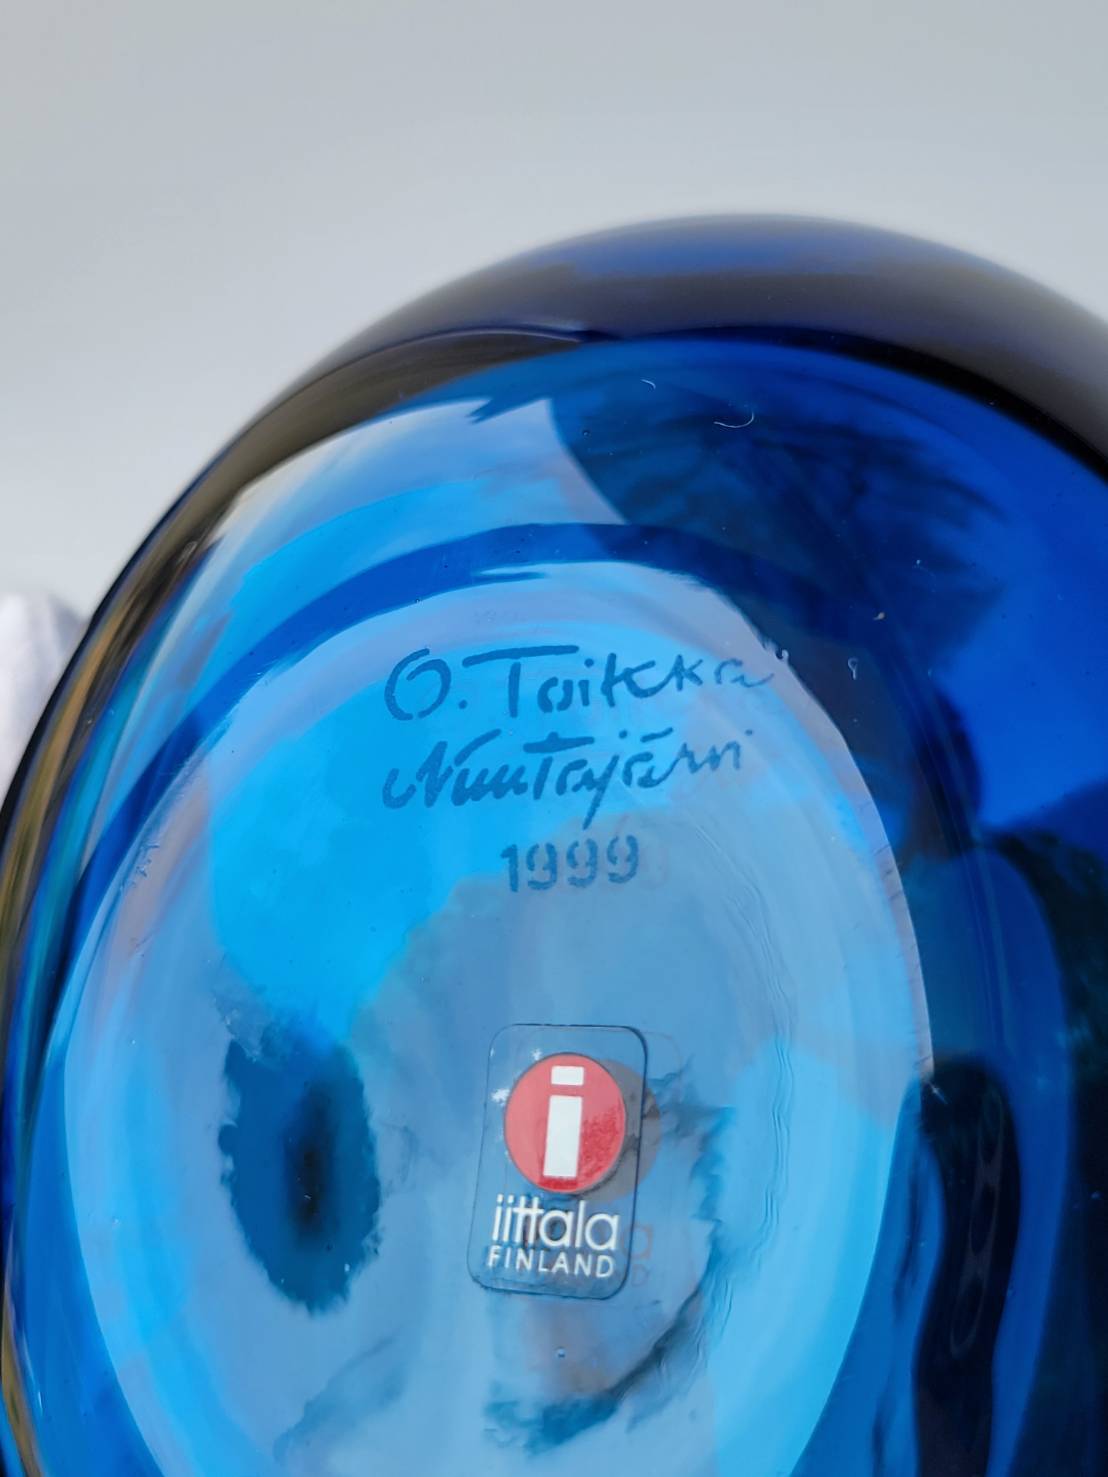 O. Toikka
Nuutajärvi
1999
i
iittala
FINLAND